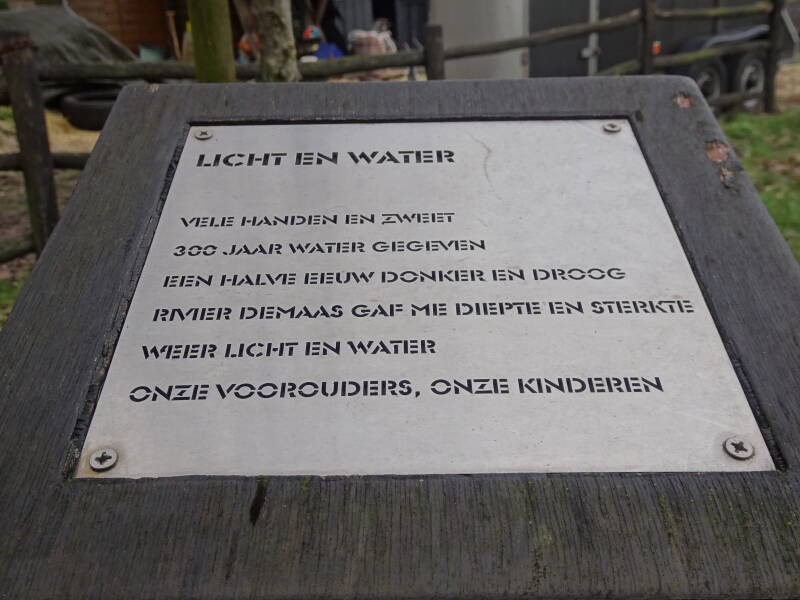 LICHT EN WATER
VELE HANDEN EN ZWEET
300 JAAR WATER GEGEVEN
EEN HALVE EEUW DONKER EN DROOG
RIVIER DEMAAS GAF ME DIEPTE EN STERKTE
WEER LICHT EN WATER
ONZE VOOROUDERS, ONZE KINDEREN